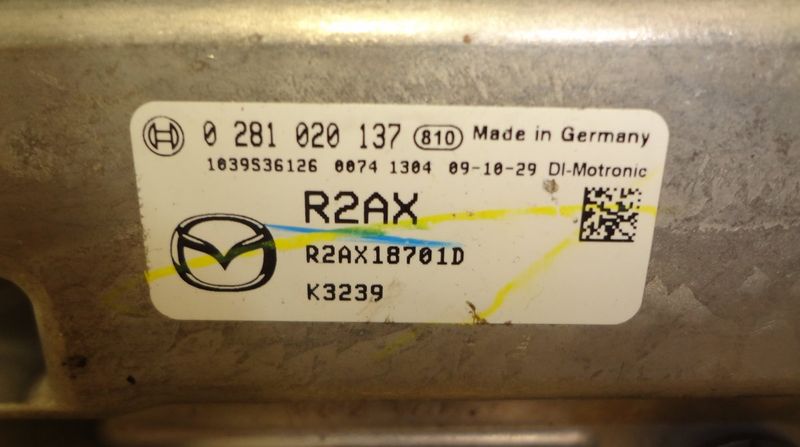 0 281 020 137 810 Made in Germany
1039S36126 0074 1304 09-10-29 DI-Motronic
R2AX
R2AX18701D
K3239